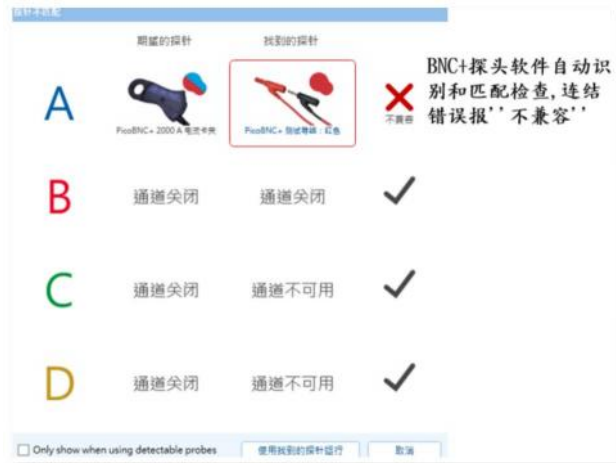 探针不匹配
期望的探针
找到的探针
A
PicoBNC+ 2000 A 电流卡夹
PicoBNC+ 测试导线：红色
不兼容
BNC+探头软件自动识
别和匹配检查,连结
错误报''不兼容''
B
通道关闭
通道关闭
C
通道关闭
通道不可用
D
通道关闭
通道不可用
Only show when using detectable probes
使用找到的探针运行
取消